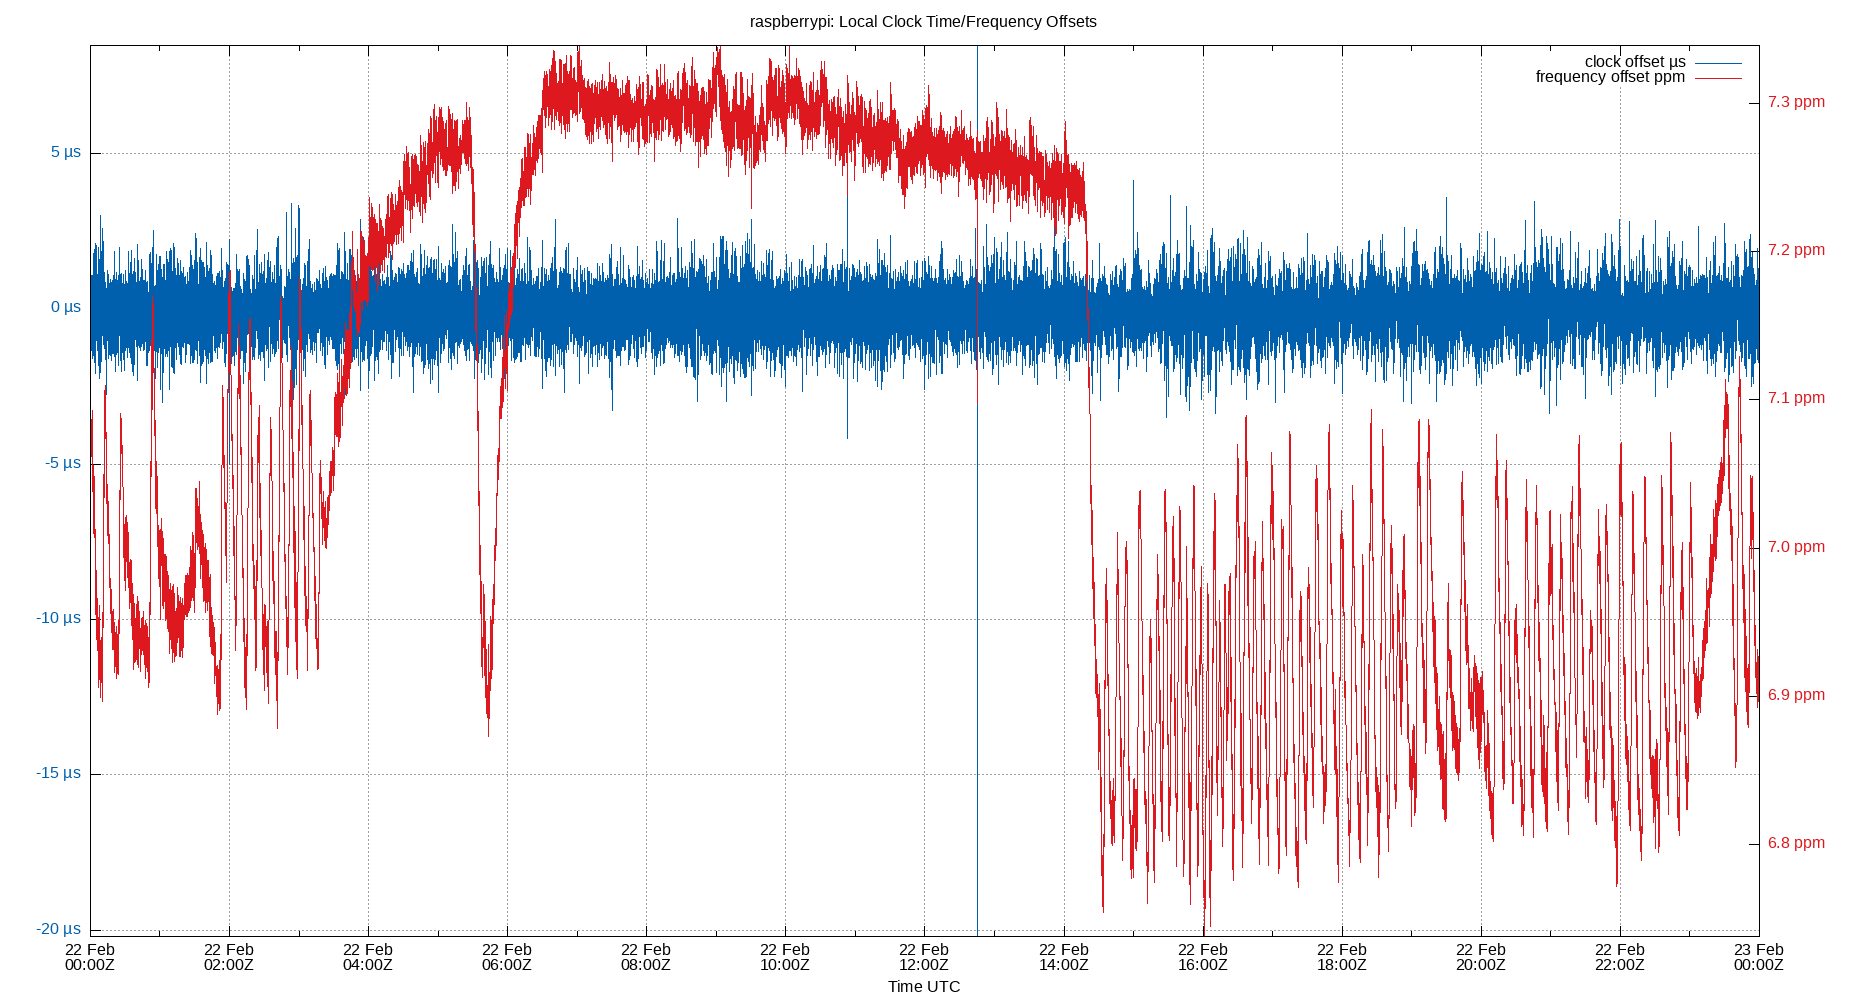 raspberrypi: Local Clock Time/Frequency Offsets
clock offset µs
frequency offset ppm
5 µs
0 µs
-5 µs
-10 µs
-15 µs
-20 µs
7.3 ppm
7.2 ppm
7.1 ppm
7.0 ppm
6.9 ppm
6.8 ppm
22 Feb 22 Feb 22 Feb 22 Feb 22 Feb 22 Feb 22 Feb 22 Feb 22 Feb 22 Feb 22 Feb 22 Feb 23 Feb
00:00Z 02:00Z 04:00Z 06:00Z 08:00Z 10:00Z 12:00Z 14:00Z 16:00Z 18:00Z 20:00Z 22:00Z 00:00Z
Time UTC